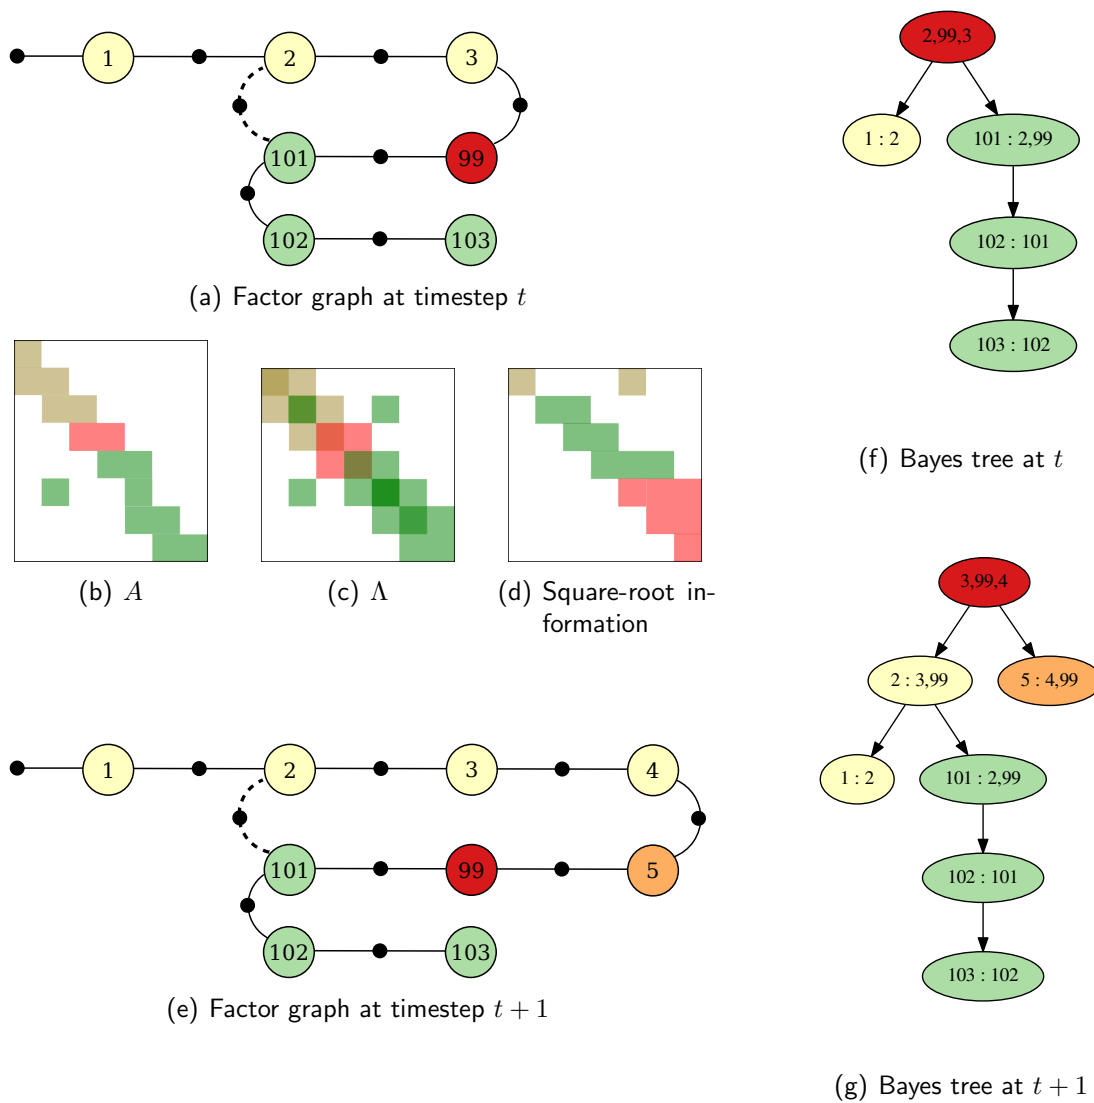 1
2
3
101
99
102
103
(a) Factor graph at timestep t
(b) A
(c) Λ
(d) Square-root in-
formation
1
2
3
4
101
99
5
102
103
(e) Factor graph at timestep t + 1
2,99,3
1 : 2
101 : 2,99
102 : 101
103 : 102
(f) Bayes tree at t
3,99,4
2 : 3,99
5 : 4,99
1 : 2
101 : 2,99
102 : 101
103 : 102
(g) Bayes tree at t + 1